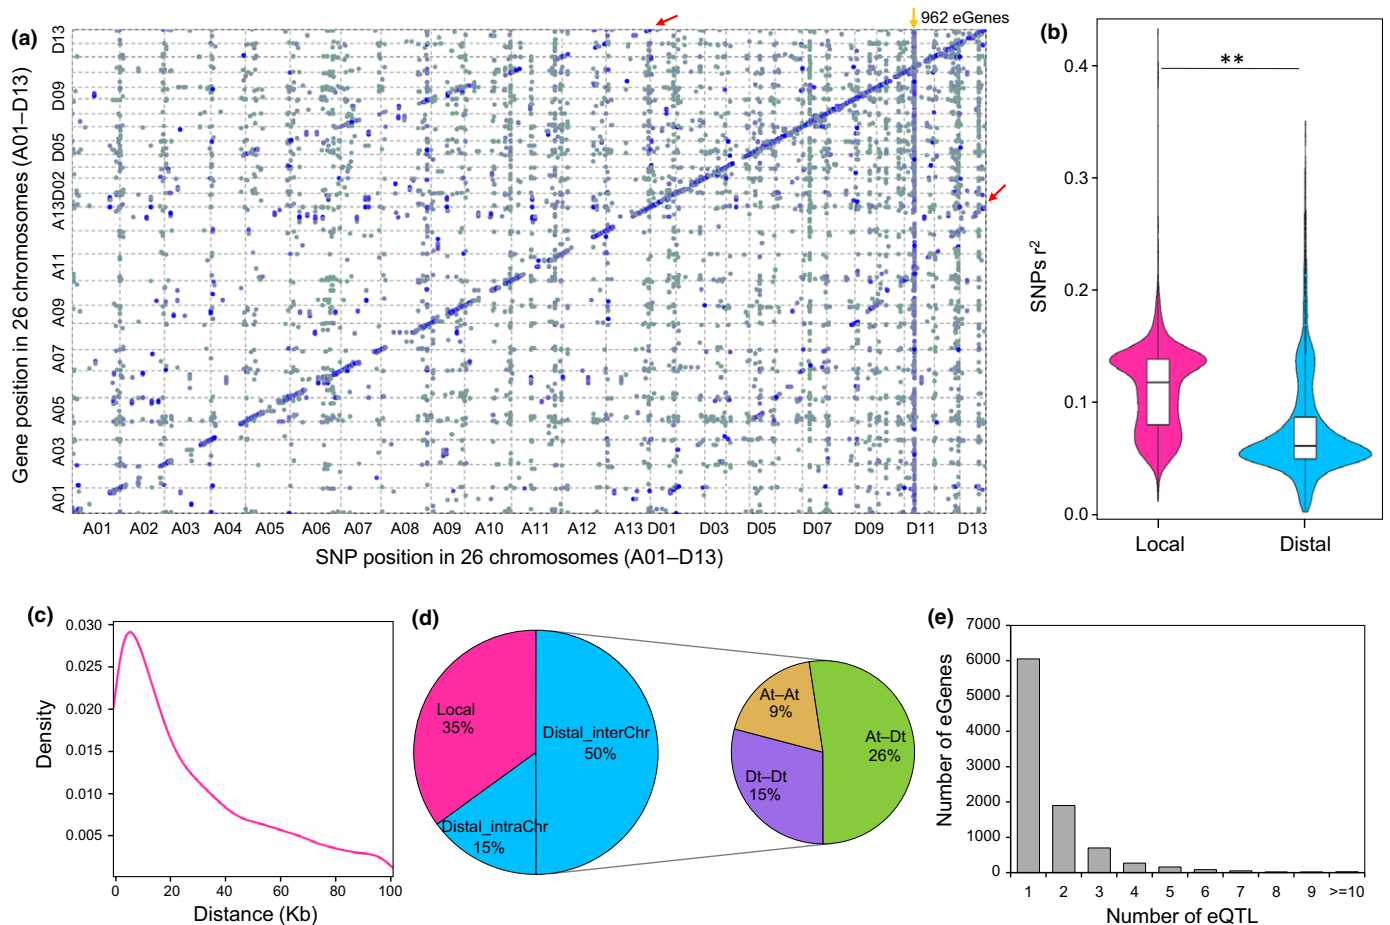 (a)
962 eGenes
Gene position in 26 chromosomes (A01–D13)
D13
D09
D05
D02
A13
A11
A09
A07
A05
A03
A01
A01 A02 A03 A04 A05 A06 A07 A08 A09 A10 A11 A12 A13 D01 D03 D05 D07 D09 D11 D13
SNP position in 26 chromosomes (A01–D13)
(b)
**
SNPs r²
0.4
0.3
0.2
0.1
0.0
Local Distal
(c)
Density
0.030
0.025
0.020
0.015
0.010
0.005
0 20 40 60 80 100
Distance (Kb)
(d)
Local
35%
Distal_interChr
50%
Distal_intraChr
15%
At–At
9%
At–Dt
26%
Dt–Dt
15%
(e)
Number of eGenes
7000
6000
5000
4000
3000
2000
1000
0
1 2 3 4 5 6 7 8 9 >=10
Number of eQTL